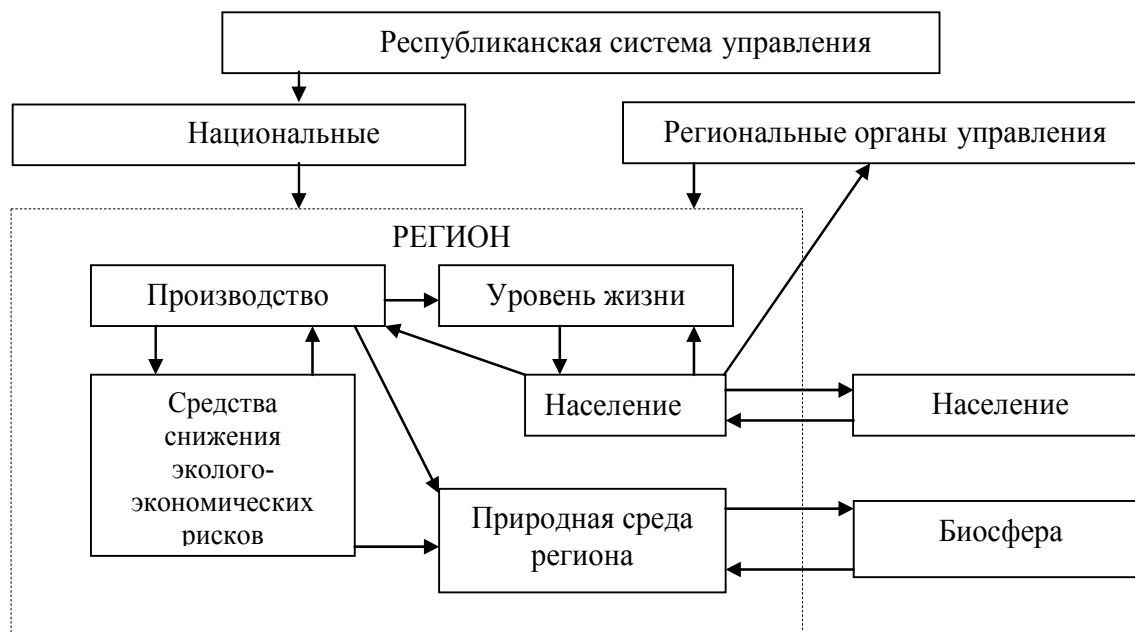 Республиканская система управления
Национальные
Региональные органы управления
РЕГИОН
Производство
Уровень жизни
Средства
снижения
эколого-
экономических
рисков
Население
Население
Природная среда
региона
Биосфера